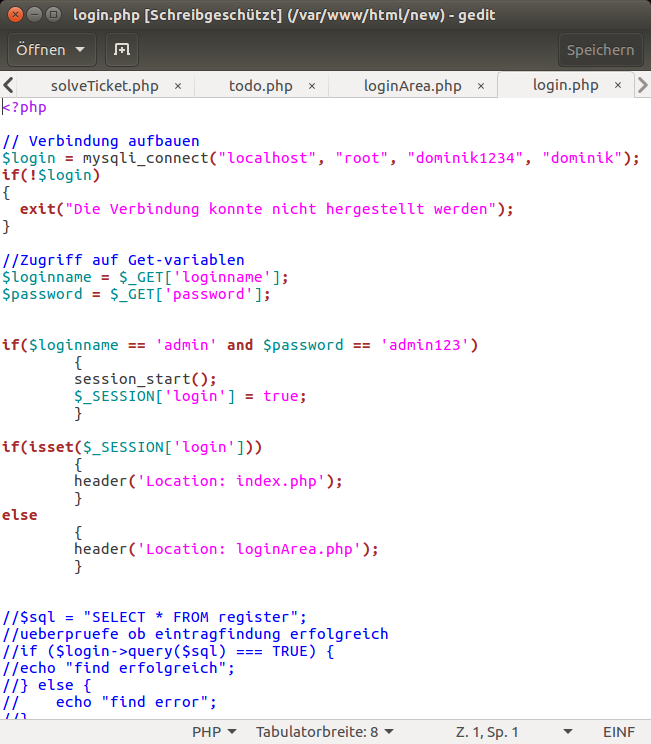 login.php [Schreibgeschützt] (/var/www/html/new) - gedit
Öffnen Speichern
solveTicket.php × todo.php × loginArea.php × login.php ×
<?php
// Verbindung aufbauen
$login = mysqli_connect("localhost", "root", "dominik1234", "dominik");
if(!$login)
{
  exit("Die Verbindung konnte nicht hergestellt werden");
}
//Zugriff auf Get-variablen
$loginname = $_GET['loginname'];
$password = $_GET['password'];
if($loginname == 'admin' and $password == 'admin123')
        {
        session_start();
        $_SESSION['login'] = true;
        }
if(isset($_SESSION['login']))
        {
        header('Location: index.php');
        }
else
        {
        header('Location: loginArea.php');
        }
//$sql = "SELECT * FROM register";
//ueberpruefe ob eintragfindung erfolgreich
//if ($login->query($sql) === TRUE) {
//echo "find erfolgreich";
//} else {
//    echo "find error";
//}
PHP Tabulatorbreite: 8 Z. 1, Sp. 1 EINF